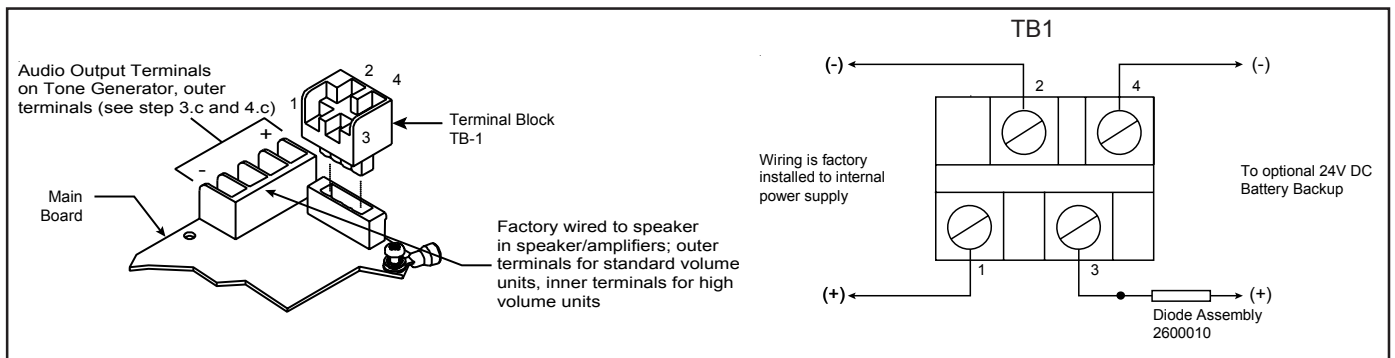 Audio Output Terminals
on Tone Generator, outer
terminals (see step 3.c and 4.c)
+
-
Main
Board
1
2
4
3
Terminal Block
TB-1
Factory wired to speaker
in speaker/amplifiers; outer
terminals for standard volume
units, inner terminals for high
volume units
TB1
(-)
2
4
(-)
Wiring is factory
installed to internal
power supply
To optional 24V DC
Battery Backup
1
3
(+)
(+)
Diode Assembly
2600010